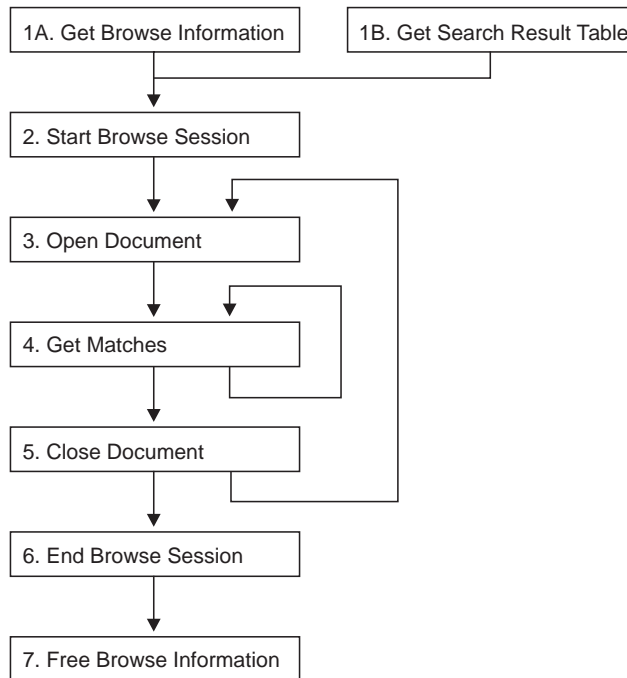 1A. Get Browse Information
1B. Get Search Result Table
2. Start Browse Session
3. Open Document
4. Get Matches
5. Close Document
6. End Browse Session
7. Free Browse Information